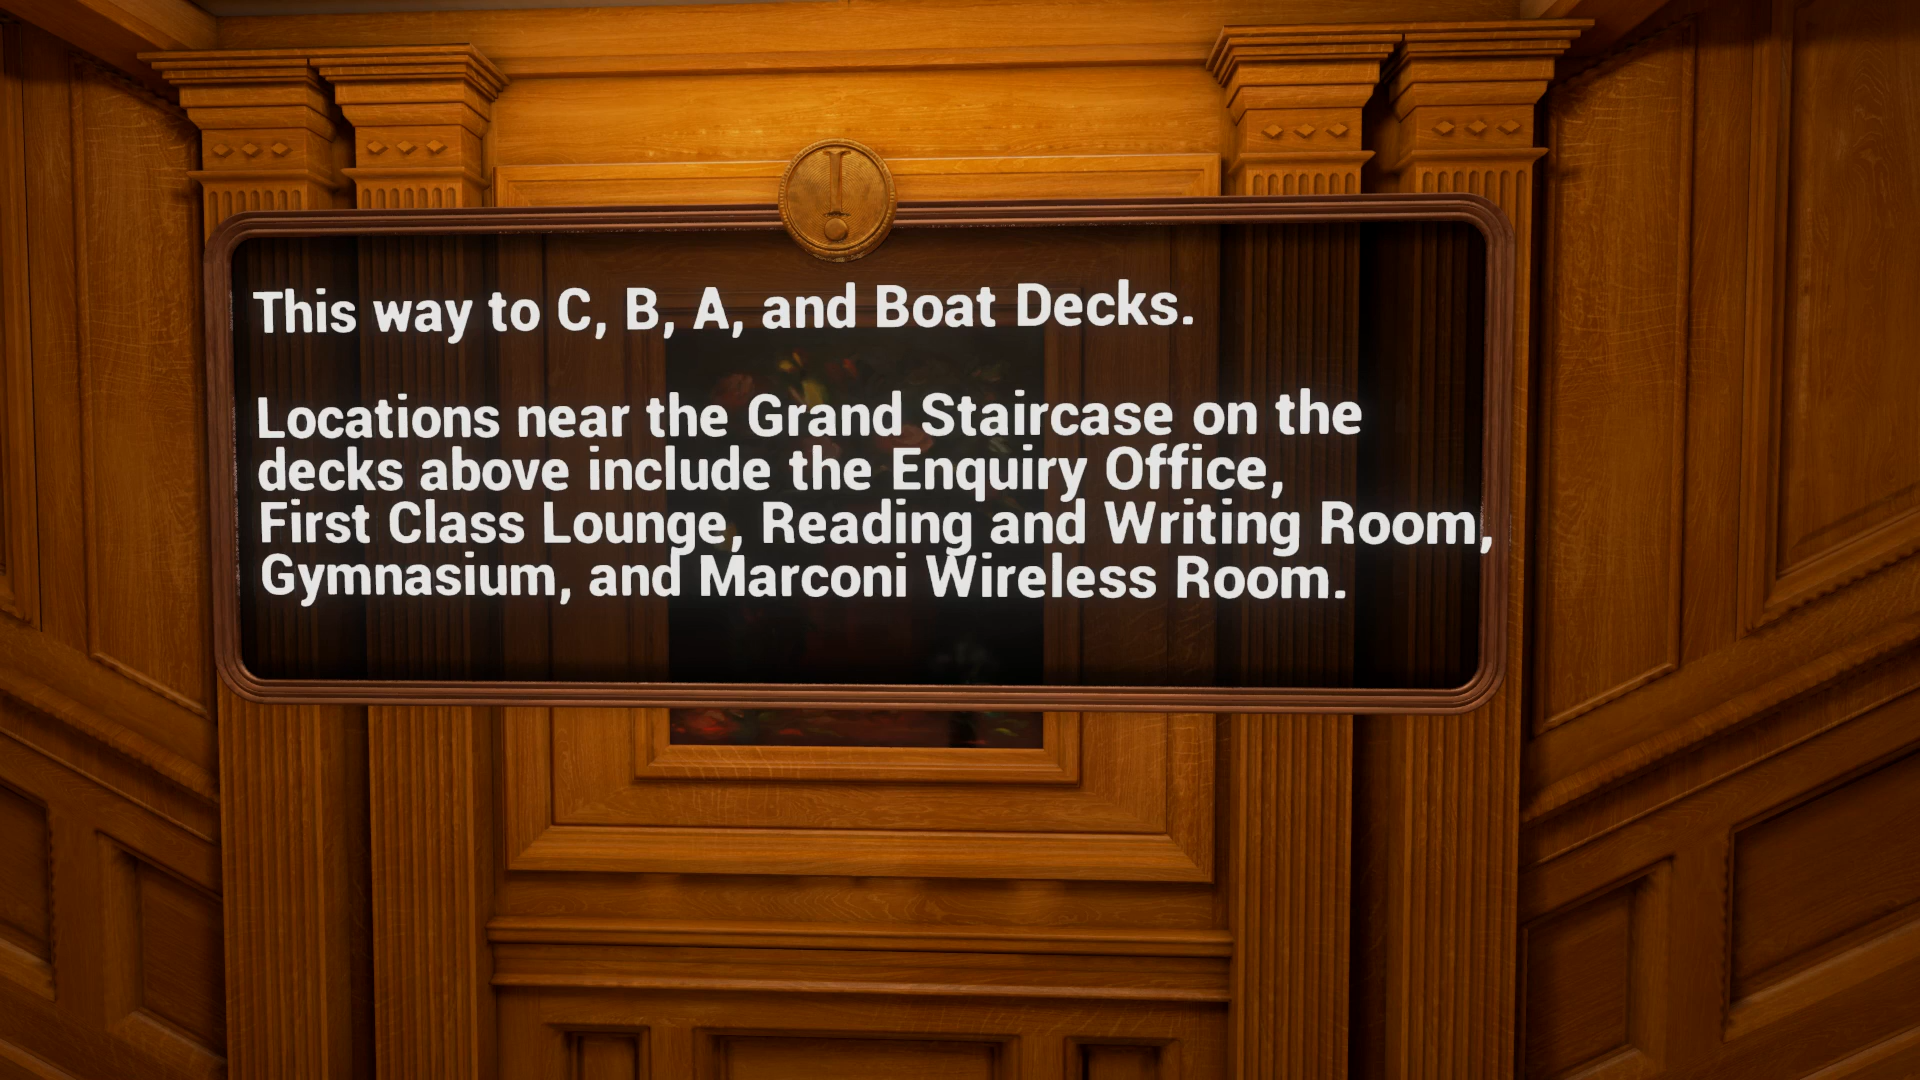 This way to C, B, A, and Boat Decks.
Locations near the Grand Staircase on the
decks above include the Enquiry Office,
First Class Lounge, Reading and Writing Room,
Gymnasium, and Marconi Wireless Room.